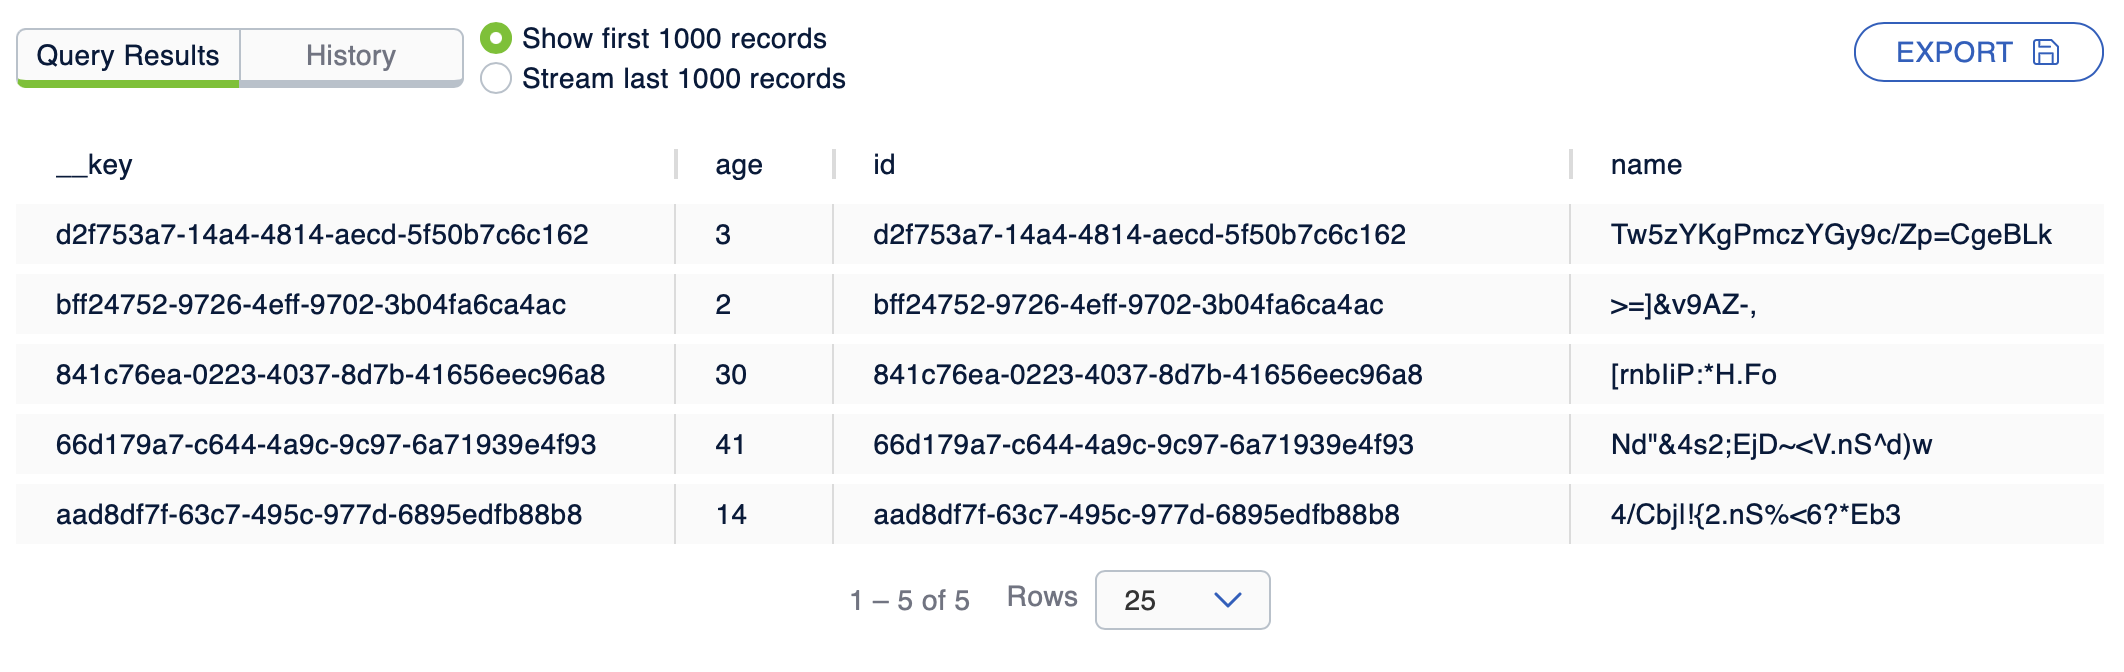 Query Results History Show first 1000 records EXPORT
Stream last 1000 records
__key age id name
d2f753a7-14a4-4814-aecd-5f50b7c6c162 3 d2f753a7-14a4-4814-aecd-5f50b7c6c162 Tw5zYKgPmczYGy9c/Zp=CgeBLk
bff24752-9726-4eff-9702-3b04fa6ca4ac 2 bff24752-9726-4eff-9702-3b04fa6ca4ac >=]&v9AZ-,
841c76ea-0223-4037-8d7b-41656eec96a8 30 841c76ea-0223-4037-8d7b-41656eec96a8 [rnbIiP:*H.Fo
66d179a7-c644-4a9c-9c97-6a71939e4f93 41 66d179a7-c644-4a9c-9c97-6a71939e4f93 Nd"&4s2;EjD~<V.nS^d)w
aad8df7f-63c7-495c-977d-6895edfb88b8 14 aad8df7f-63c7-495c-977d-6895edfb88b8 4/Cbjl!{2.nS%<6?*Eb3
1 – 5 of 5 Rows 25